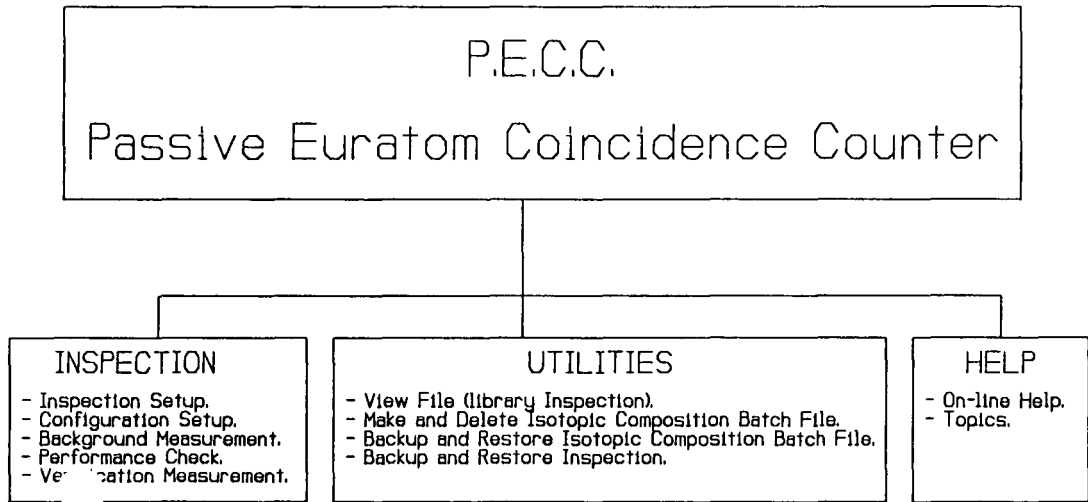 P.E.C.C.
Passive Euratom Coincidence Counter
INSPECTION
- Inspection Setup.
- Configuration Setup.
- Background Measurement.
- Performance Check.
- Measurement.
UTILITIES
- View File (library Inspection).
- Make and Delete Isotopic Composition Batch File.
- Backup and Restore Isotopic Composition Batch File.
- Backup and Restore Inspection.
HELP
- On-line Help.
- Topics.